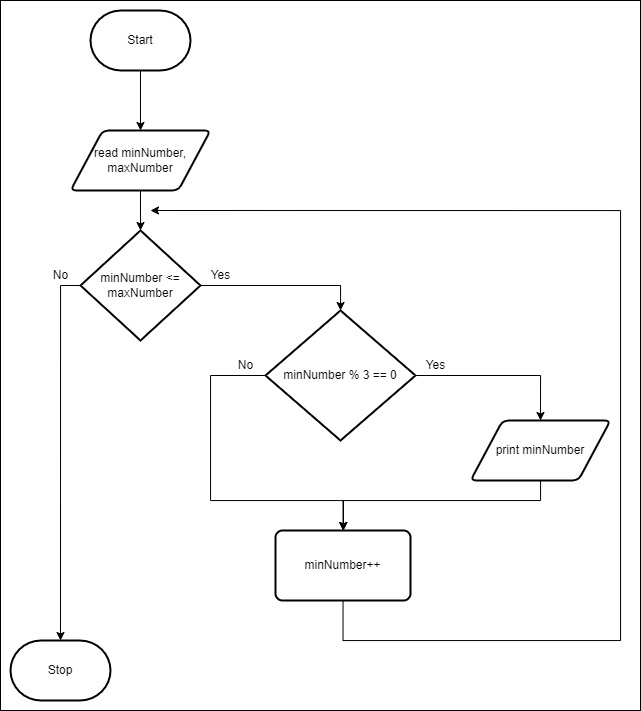 Start
read minNumber,
maxNumber
No
minNumber <=
maxNumber
Yes
No
minNumber % 3 == 0
Yes
print minNumber
minNumber++
Stop